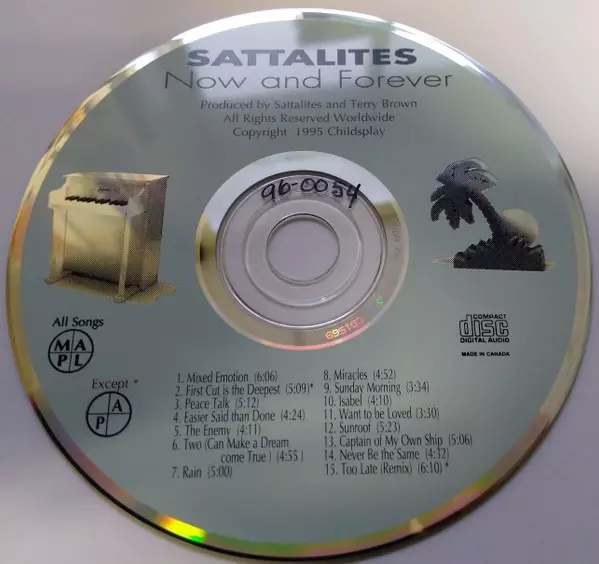 SATTALITES
Now and Forever
Produced by Sattalites and Terry Brown
All Rights Reserved Worldwide
Copyright 1995 Childsplay
96-0054
All Songs
M A
P L
Except *
A
P
COMPACT
disc
DIGITAL AUDIO
MADE IN CANADA
1. Mixed Emotion (6:06)
2. First Cut is the Deepest (5:09)*
3. Peace Talk (5:12)
4. Easier Said than Done (4:24)
5. The Enemy (4:11)
6. Two (Can Make a Dream
come True ) (4:55 )
7. Rain (5:00)
8. Miracles (4:52)
9. Sunday Morning (3:34)
10. Isabel (4:10)
11. Want to be Loved (3:30)
12. Sunroof (5:23)
13. Captain of My Own Ship (5:06)
14. Never Be the Same (4:32)
15. Too Late (Remix) (6:10) *